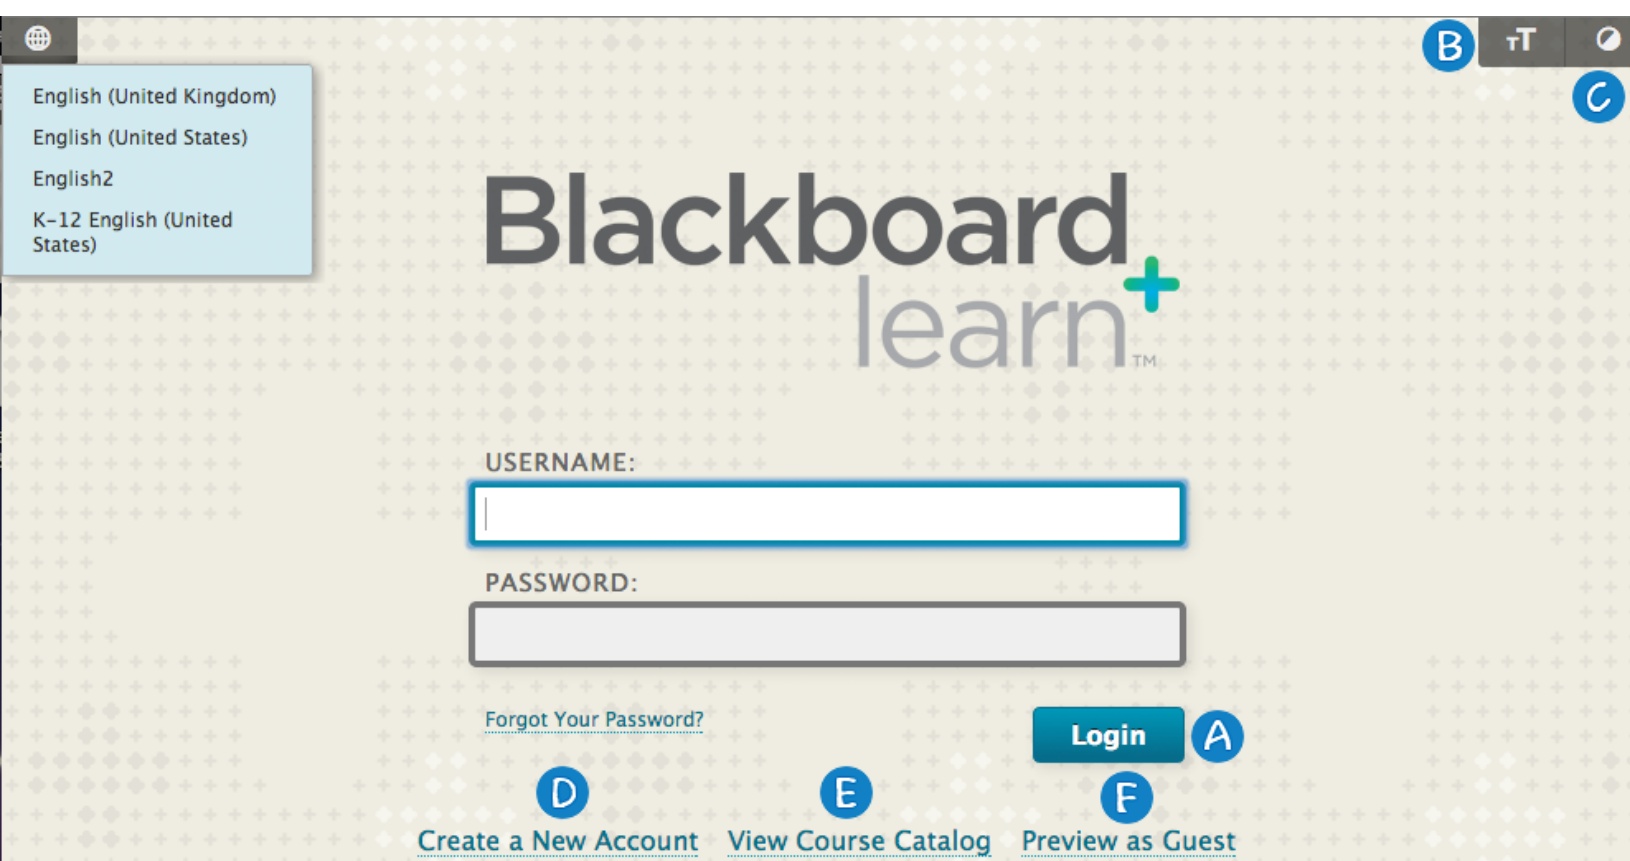 B
TT
English (United Kingdom)
English (United States)
English2
K-12 English (United
States)
C
Blackboard
learn+™
USERNAME:
PASSWORD:
Forgot Your Password?
Login
A
D
E
F
Create a New Account
View Course Catalog
Preview as Guest